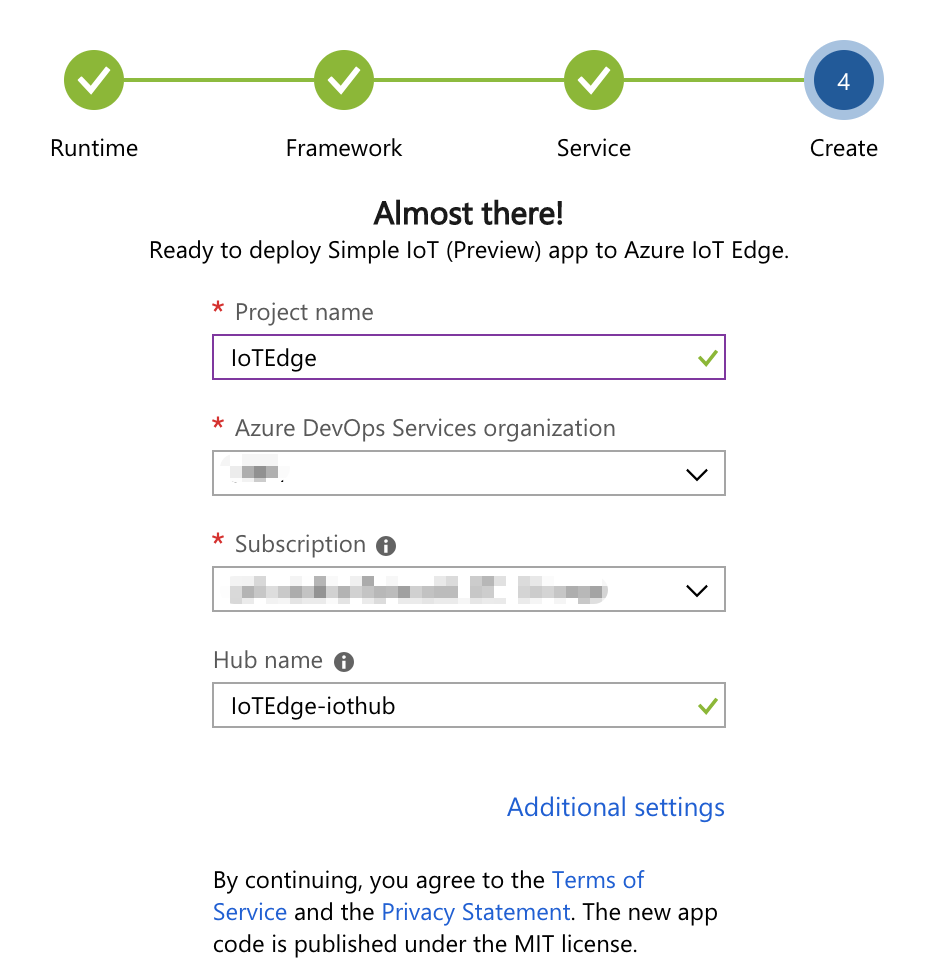 4
Runtime
Framework
Service
Create
Almost there!
Ready to deploy Simple IoT (Preview) app to Azure IoT Edge.
* Project name
IoTEdge
* Azure DevOps Services organization
* Subscription
Hub name
IoTEdge-iothub
Additional settings
By continuing, you agree to the Terms of
Service and the Privacy Statement. The new app
code is published under the MIT license.